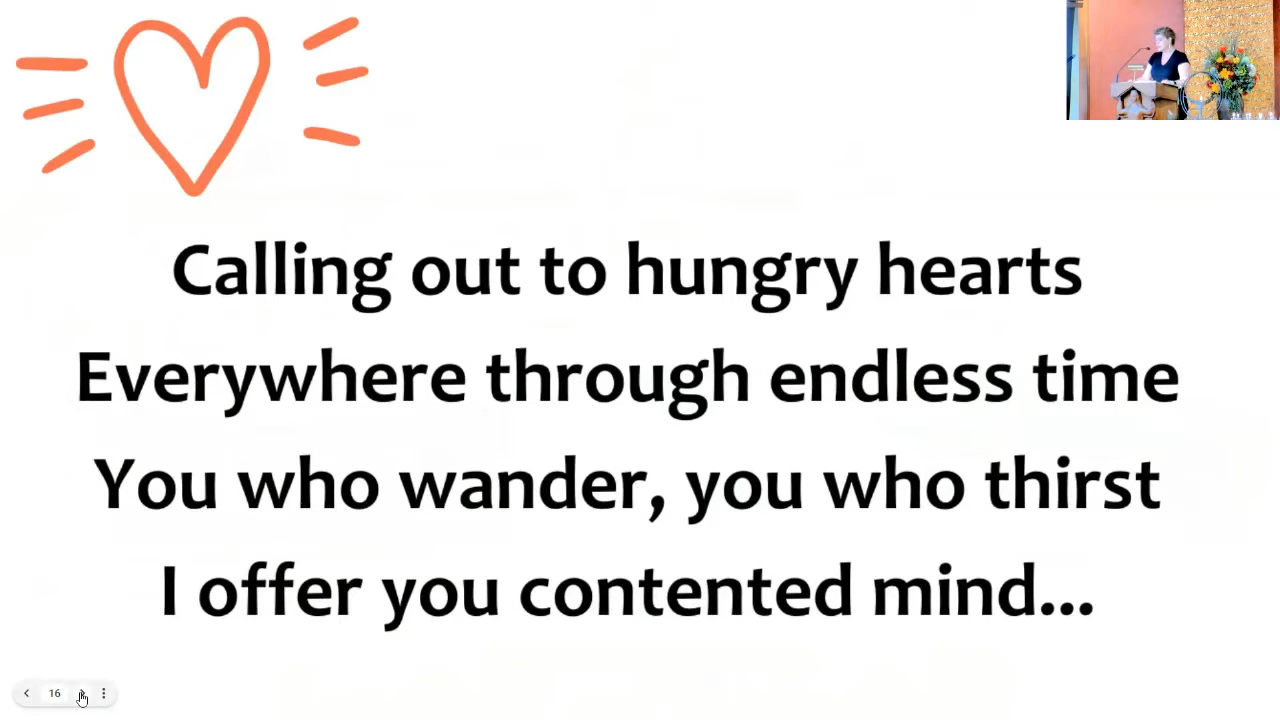 Calling out to hungry hearts
Everywhere through endless time
You who wander, you who thirst
I offer you contented mind...
16